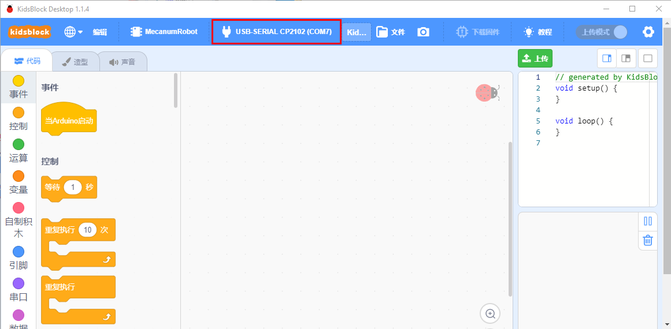 KidsBlock Desktop 1.1.4
kidsblock
编辑
MecanumRobot
USB-SERIAL CP2102 (COM7)
Kid...
文件
下载固件
教程
上传模式
代码
造型
声音
上传
事件
控制
运算
变量
自制积木
引脚
串口
数据
事件
当Arduino启动
控制
等待 1 秒
重复执行 10 次
重复执行
1 // generated by KidsBlo
2 void setup() {
3 }
4
5 void loop() {
6 }
7